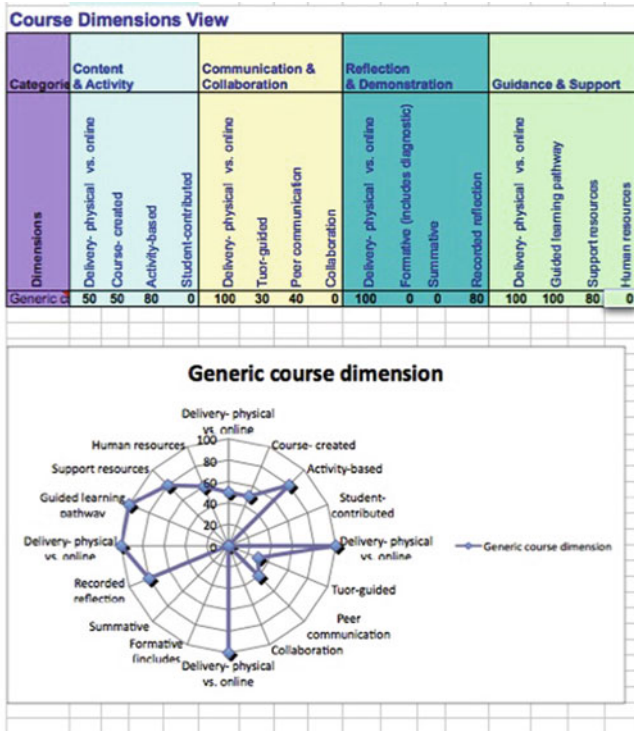 Course Dimensions View
Categorie
Content
& Activity
Communication &
Collaboration
Reflection
& Demonstration
Guidance & Support
Dimensions
Delivery- physical vs. online
Course- created
Activity-based
Student-contributed
Delivery- physical vs. online
Tuor-guided
Peer communication
Collaboration
Delivery- physical vs. online
Formative (includes diagnostic)
Summative
Recorded reflection
Delivery- physical vs. online
Guided learning pathway
Support resources
Human resources
Generic c 50 50 80 0 100 30 40 0 100 0 0 80 100 100 80 0
Generic course dimension
Delivery- physical
vs. online
Course- created
Activity-based
Student-
contributed
Delivery- physical
vs. online
Tuor-guided
Peer
communication
Collaboration
Delivery- physical
vs. online
Formative
(includes
Summative
Recorded
reflection
Delivery- physical
vs. online
Guided learning
pathway
Support resources
Human resources
100
80
60
40
20
0
Generic course dimension